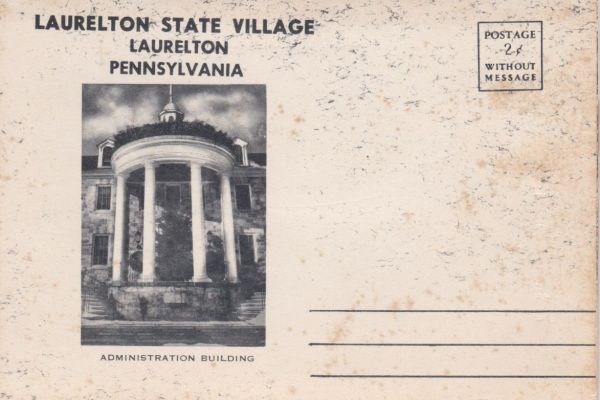 LAURELTON STATE VILLAGE
LAURELTON
PENNSYLVANIA
POSTAGE
2¢
WITHOUT
MESSAGE
ADMINISTRATION BUILDING